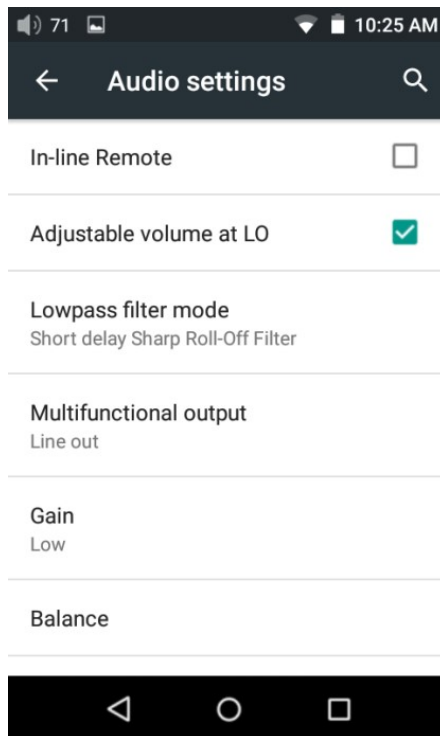 71 10:25 AM
Audio settings
In-line Remote
Adjustable volume at LO
Lowpass filter mode
Short delay Sharp Roll-Off Filter
Multifunctional output
Line out
Gain
Low
Balance